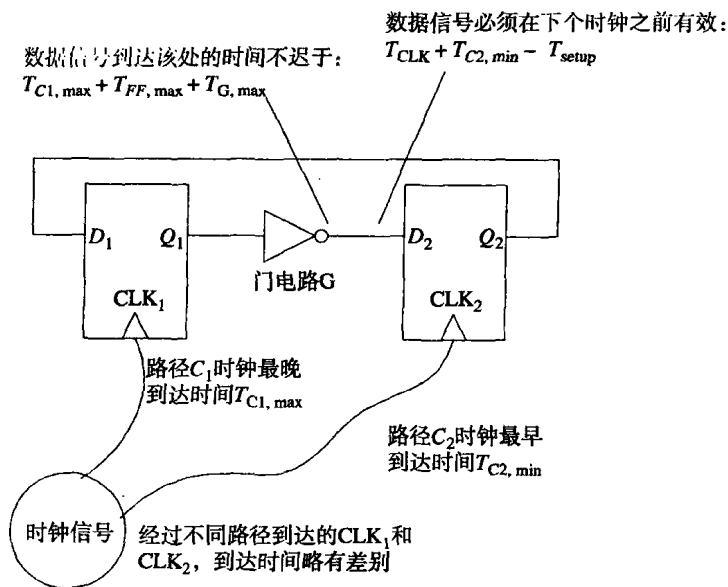 数据信号必须在下个时钟之前有效：
T_CLK + T_C2, min − T_setup
数据信号到达该处的时间不迟于：
T_C1, max + T_FF, max + T_G, max
D₁
Q₁
D₂
Q₂
门电路G
CLK₁
CLK₂
路径C₁时钟最晚
到达时间T_C1, max
路径C₂时钟最早
到达时间T_C2, min
时钟信号
经过不同路径到达的CLK₁和
CLK₂，到达时间略有差别